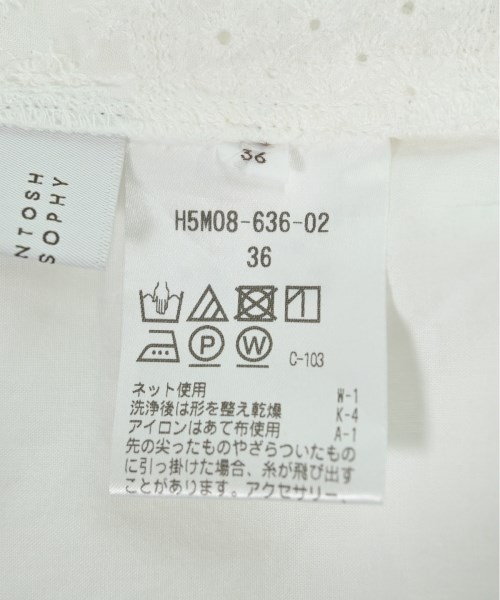 NTOSH
SOPHY
36
H5M08-636-02
36
P W C-103
ネット使用 W-1
洗浄後は形を整え乾燥 K-4
アイロンはあて布使用 A-1
先の尖ったものやざらついたもの
に引っ掛けた場合、糸が飛び出す
ことがあります。アクセサリー、